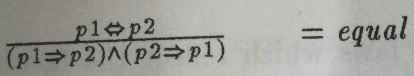 p1⇔p2
(p1⇒p2)∧(p2⇒p1) = equal